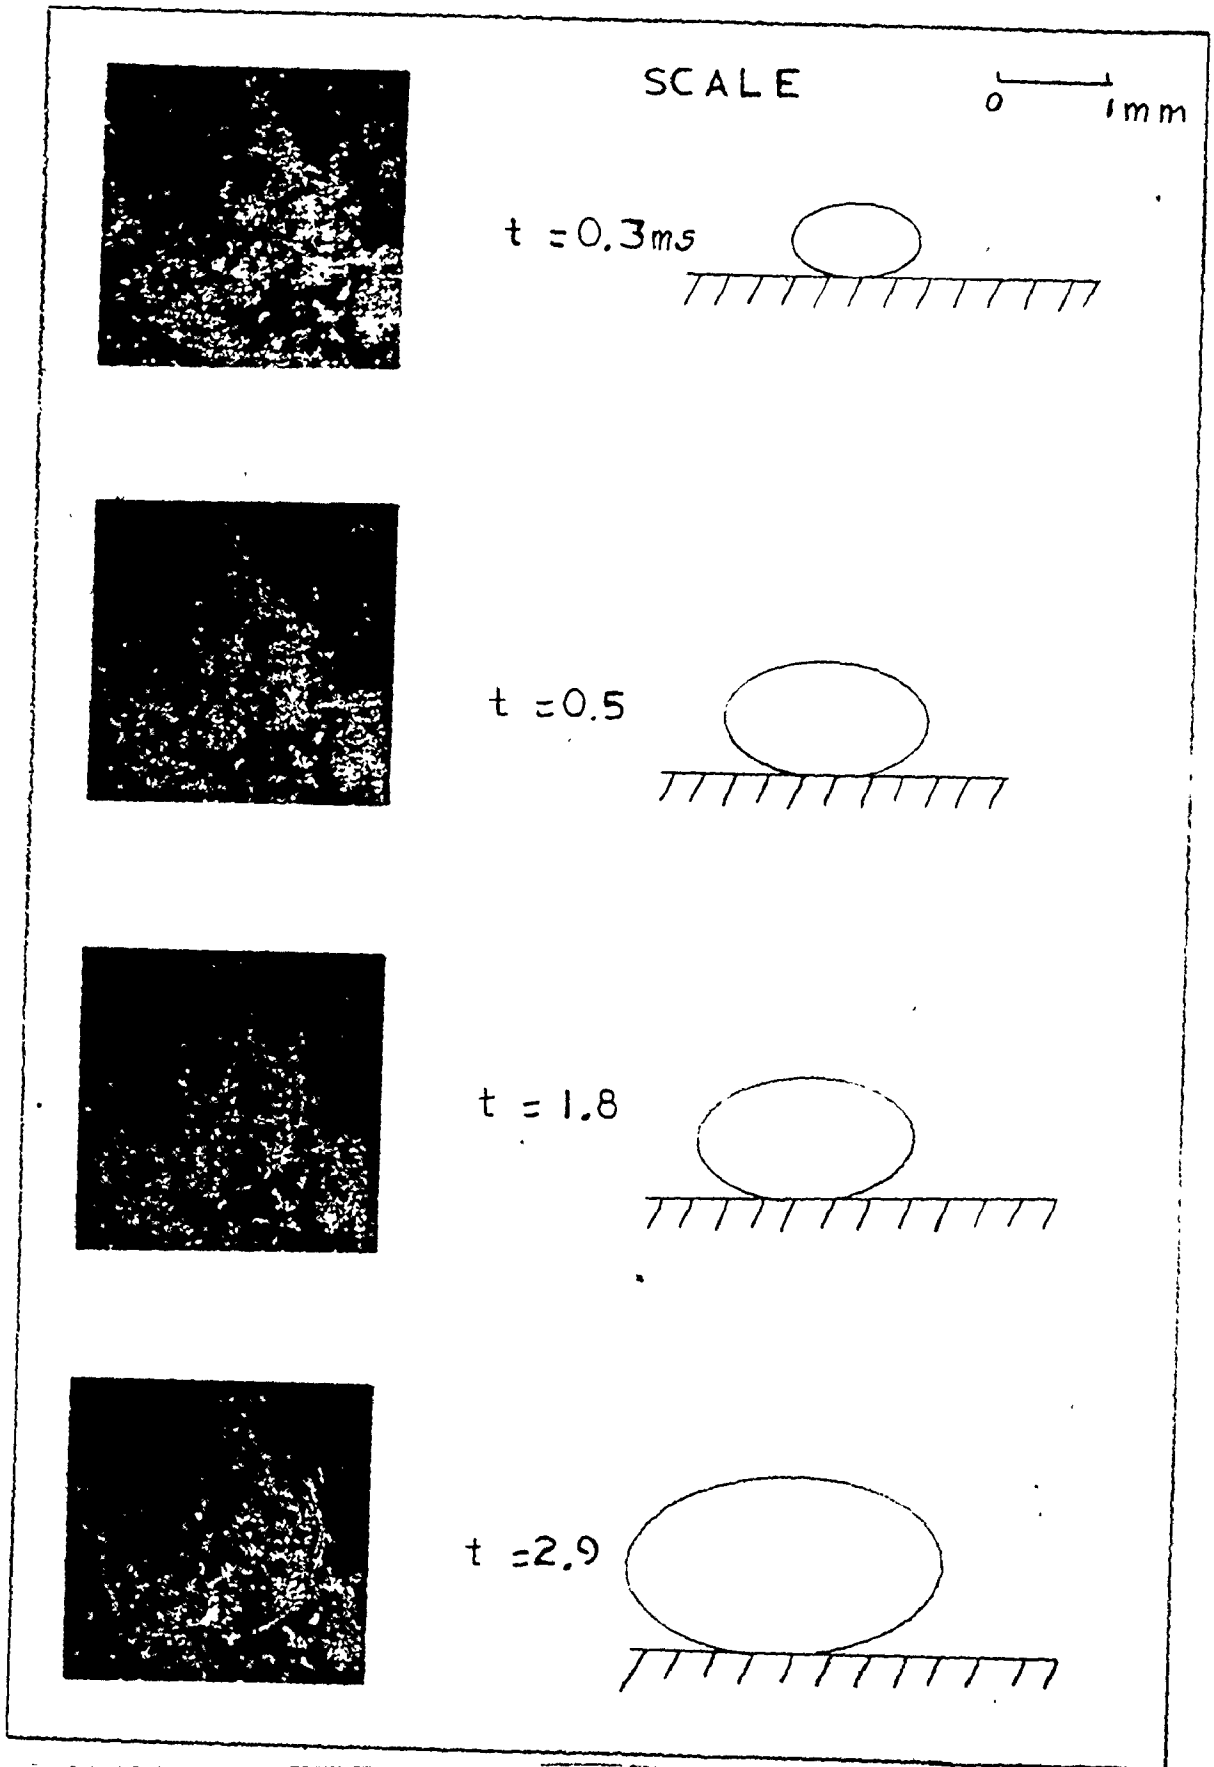 SCALE
0 1mm
t = 0.3ms
t = 0.5
t = 1.8
t = 2.9